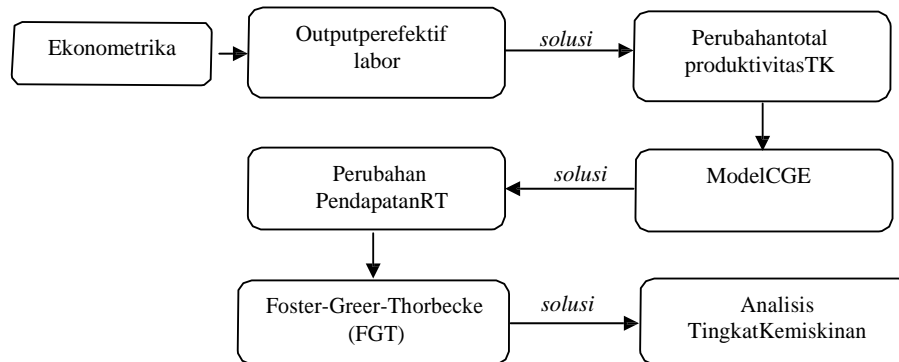 Ekonometrika
Outputperefektif
labor
solusi
Perubahantotal
produktivitasTK
ModelCGE
solusi
Perubahan
PendapatanRT
Foster-Greer-Thorbecke
(FGT)
solusi
Analisis
TingkatKemiskinan